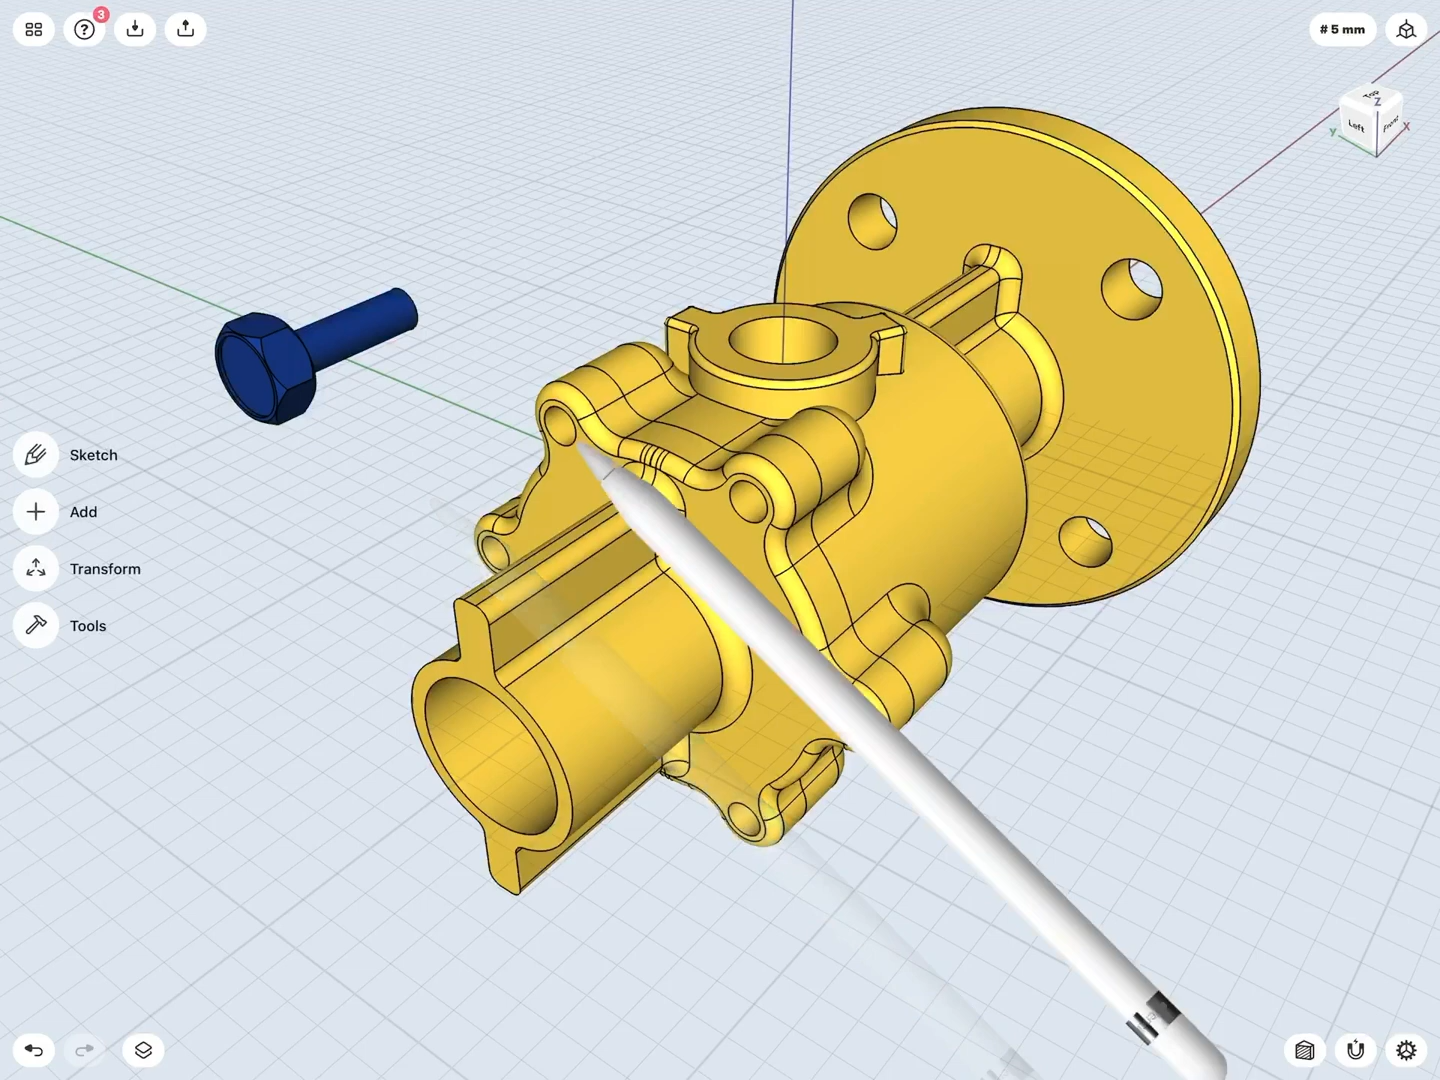 3
# 5 mm
Top
Z
Left
Front
Y
X
Sketch
Add
Transform
Tools